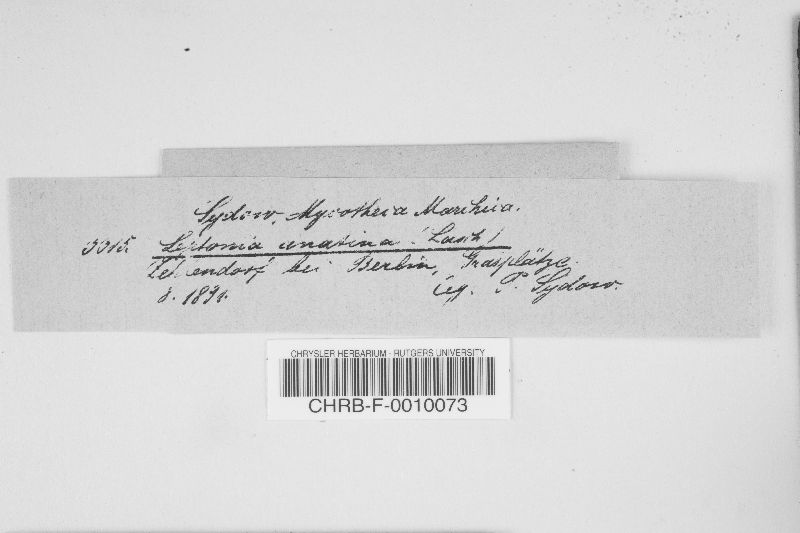 Sydow, Mycotheca Marchica.
3015. Leptonia anatina (Lasch)
Zehlendorf bei Berlin, Grasplätze.
8. 1891. leg. P. Sydow.
CHRYSLER HERBARIUM - RUTGERS UNIVERSITY
CHRB-F-0010073